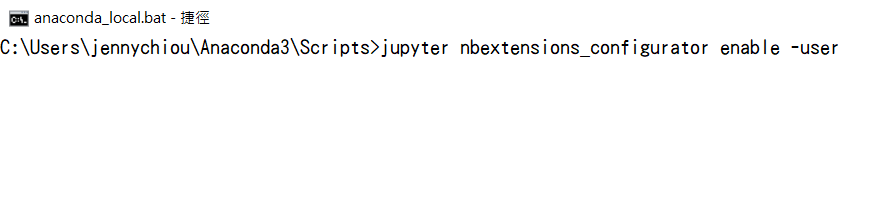 anaconda_local.bat - 捷徑
C:\Users\jennychiou\Anaconda3\Scripts>jupyter nbextensions_configurator enable -user